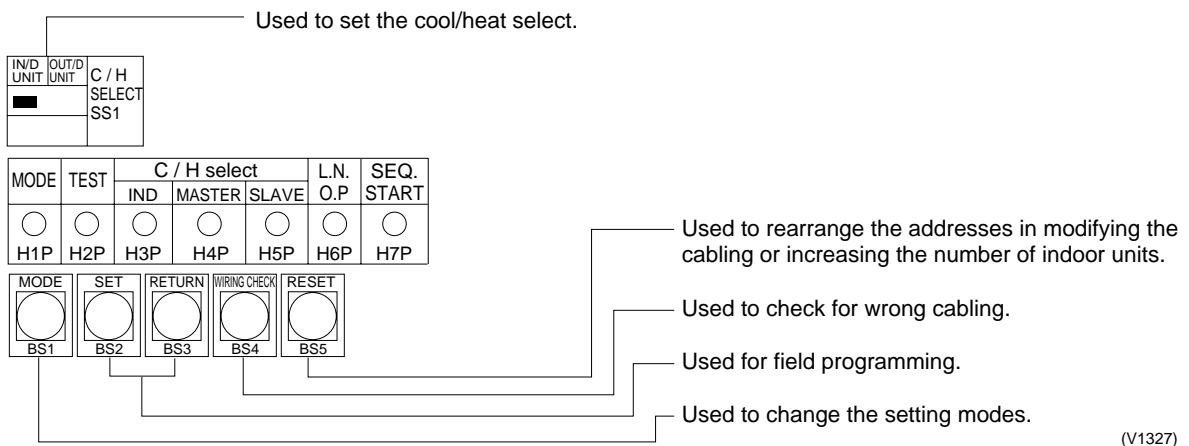 Used to set the cool/heat select.
IN/D UNIT
OUT/D UNIT
C / H
SELECT
SS1
MODE TEST C / H select L.N. O.P SEQ. START
IND MASTER SLAVE
H1P H2P H3P H4P H5P H6P H7P
MODE SET RETURN WIRING CHECK RESET
BS1 BS2 BS3 BS4 BS5
Used to rearrange the addresses in modifying the
cabling or increasing the number of indoor units.
Used to check for wrong cabling.
Used for field programming.
Used to change the setting modes.
(V1327)